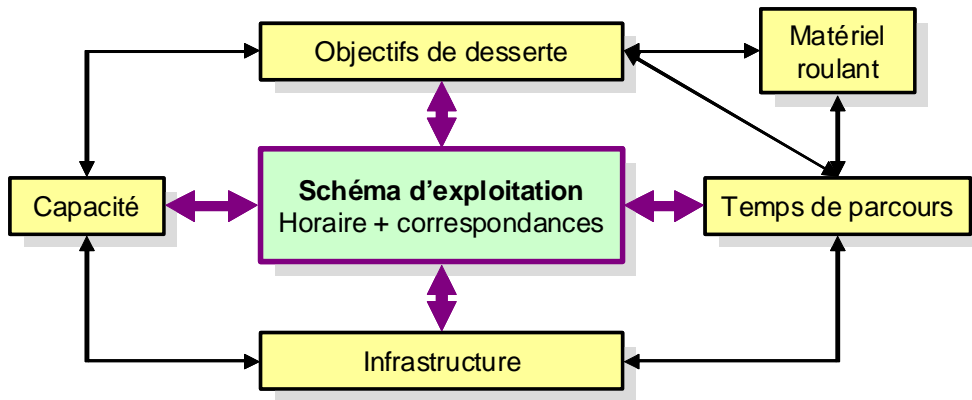 Objectifs de desserte
Matériel
roulant
Schéma d’exploitation
Horaire + correspondances
Capacité
Temps de parcours
Infrastructure